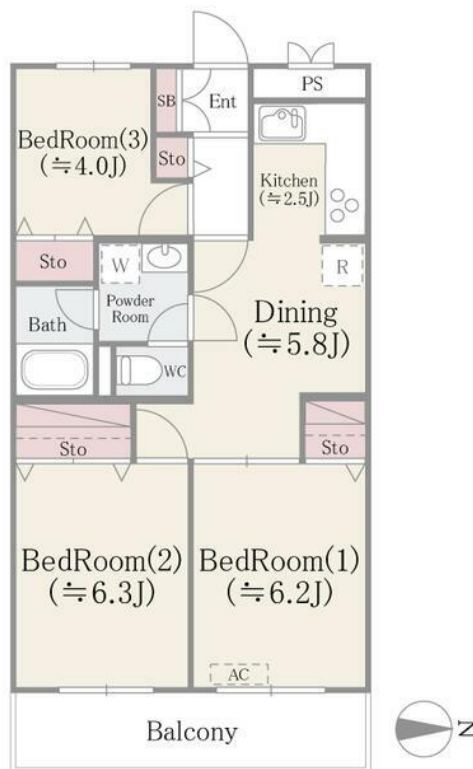 PS
SB
Ent
BedRoom(3)
(≒4.0J)
Sto
Kitchen
(≒2.5J)
Sto
W
R
Powder
Room
Bath
Dining
(≒5.8J)
WC
Sto
Sto
BedRoom(2)
(≒6.3J)
BedRoom(1)
(≒6.2J)
AC
Balcony
N